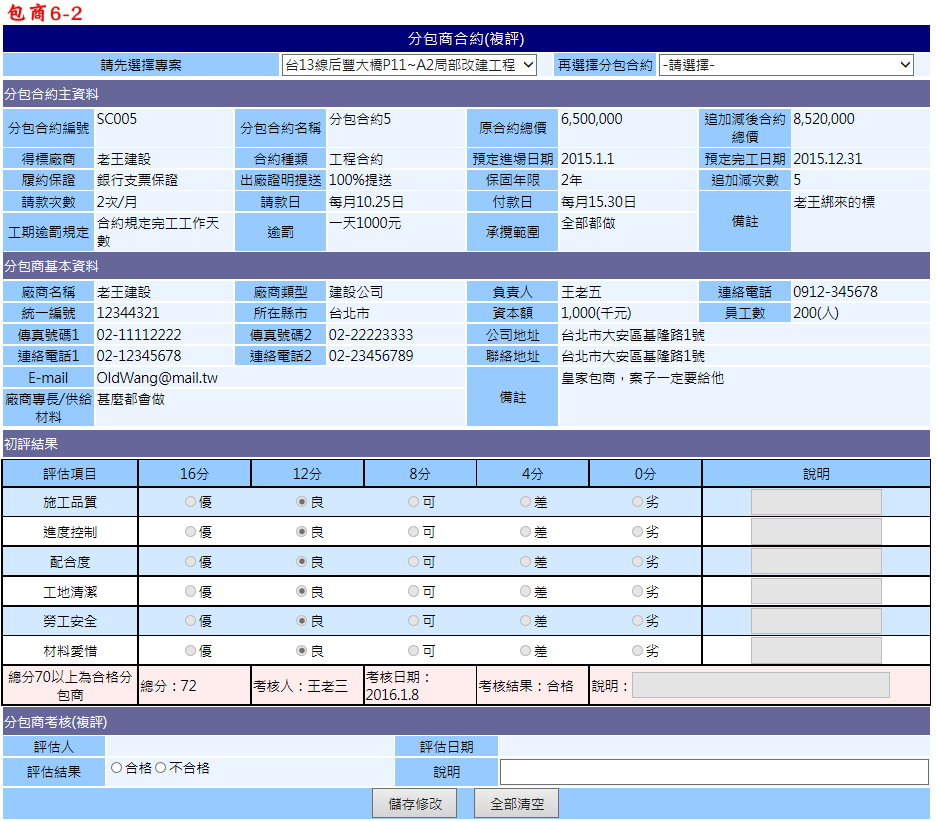 包商6-2
分包商合約(複評)
請先選擇專案 台13線后豐大橋P11~A2局部改建工程 再選擇分包合約 -請選擇-
分包合約主資料
分包合約編號 SC005 分包合約名稱 分包合約5 原合約總價 6,500,000 追加減後合約總價 8,520,000
得標廠商 老王建設 合約種類 工程合約 預定進場日期 2015.1.1 預定完工日期 2015.12.31
履約保證 銀行支票保證 出廠證明提送 100%提送 保固年限 2年 追加減次數 5
請款次數 2次/月 請款日 每月10.25日 付款日 每月15.30日 備註 老王綁來的標
工期逾罰規定 合約規定完工工作天數 逾罰 一天1000元 承攬範圍 全部都做
分包商基本資料
廠商名稱 老王建設 廠商類型 建設公司 負責人 王老五 連絡電話 0912-345678
統一編號 12344321 所在縣市 台北市 資本額 1,000(千元) 員工數 200(人)
傳真號碼1 02-11112222 傳真號碼2 02-22223333 公司地址 台北市大安區基隆路1號
連絡電話1 02-12345678 連絡電話2 02-23456789 聯絡地址 台北市大安區基隆路1號
E-mail OldWang@mail.tw 備註 皇家包商，案子一定要給他
廠商專長/供給材料 甚麼都會做
初評結果
評估項目 16分 12分 8分 4分 0分 說明
施工品質 優 良 可 差 劣
進度控制 優 良 可 差 劣
配合度 優 良 可 差 劣
工地清潔 優 良 可 差 劣
勞工安全 優 良 可 差 劣
材料愛惜 優 良 可 差 劣
總分70以上為合格分包商 總分：72 考核人：王老三 考核日期：2016.1.8 考核結果：合格 說明：
分包商考核(複評)
評估人 評估日期
評估結果 合格 不合格 說明
儲存修改 全部清空